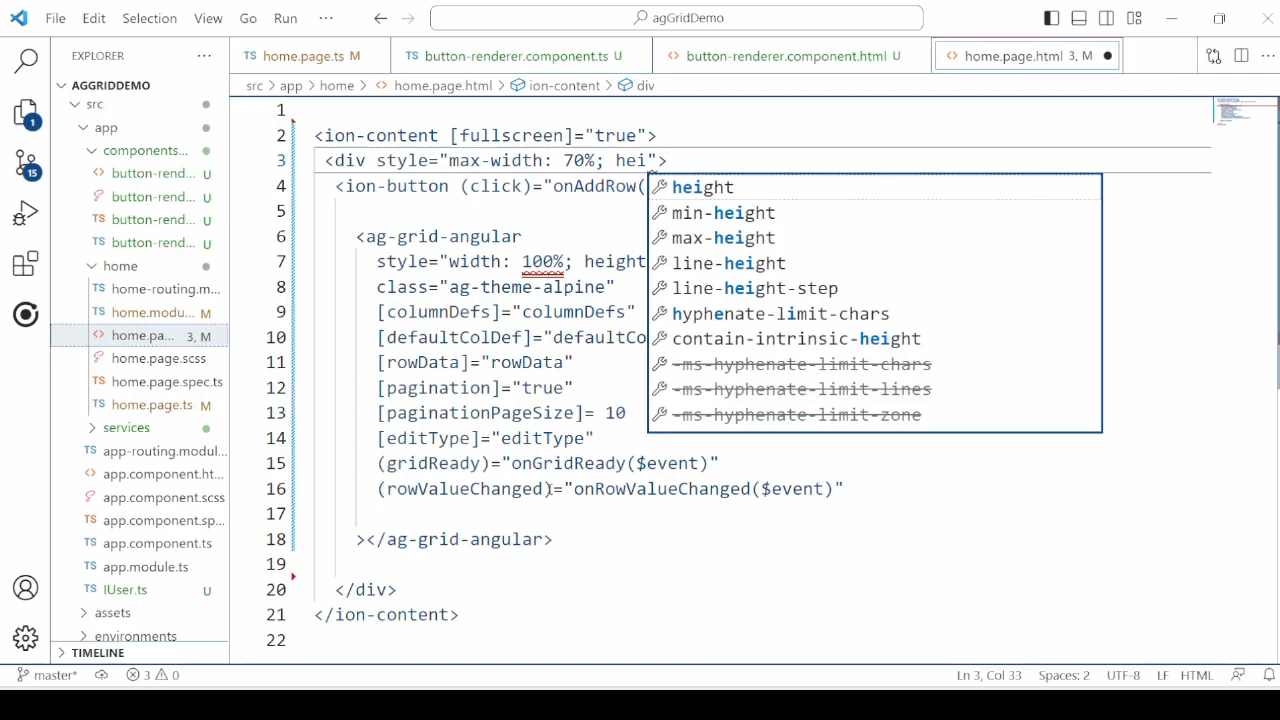 File Edit Selection View Go Run ··· agGridDemo
EXPLORER ···
AGGRIDDEMO
src
app
components...
button-rend... U
button-rend... U
button-rend... U
button-rend... U
home
home-routing.m...
home.modu... M
home.pa... 3, M
home.page.scss
home.page.spec.ts
home.page.ts M
services
app-routing.modul...
app.component.ht...
app.component.scss
app.component.sp...
app.component.ts
app.module.ts
IUser.ts U
assets
environments
TIMELINE
1
15
TS home.page.ts M TS button-renderer.component.ts U button-renderer.component.html U home.page.html 3, M ···
src > app > home > home.page.html > ion-content > div
1
2 <ion-content [fullscreen]="true">
3 <div style="max-width: 70%; hei">
4 <ion-button (click)="onAddRow(
5
6 <ag-grid-angular
7 style="width: 100%; height
8 class="ag-theme-alpine"
9 [columnDefs]="columnDefs"
10 [defaultColDef]="defaultCo
11 [rowData]="rowData"
12 [pagination]="true"
13 [paginationPageSize]= 10
14 [editType]="editType"
15 (gridReady)="onGridReady($event)"
16 (rowValueChanged)="onRowValueChanged($event)"
17
18 ></ag-grid-angular>
19
20 </div>
21 </ion-content>
22
height
min-height
max-height
line-height
line-height-step
hyphenate-limit-chars
contain-intrinsic-height
-ms-hyphenate-limit-chars
-ms-hyphenate-limit-lines
-ms-hyphenate-limit-zone
master* 3 0 Ln 3, Col 33 Spaces: 2 UTF-8 LF HTML